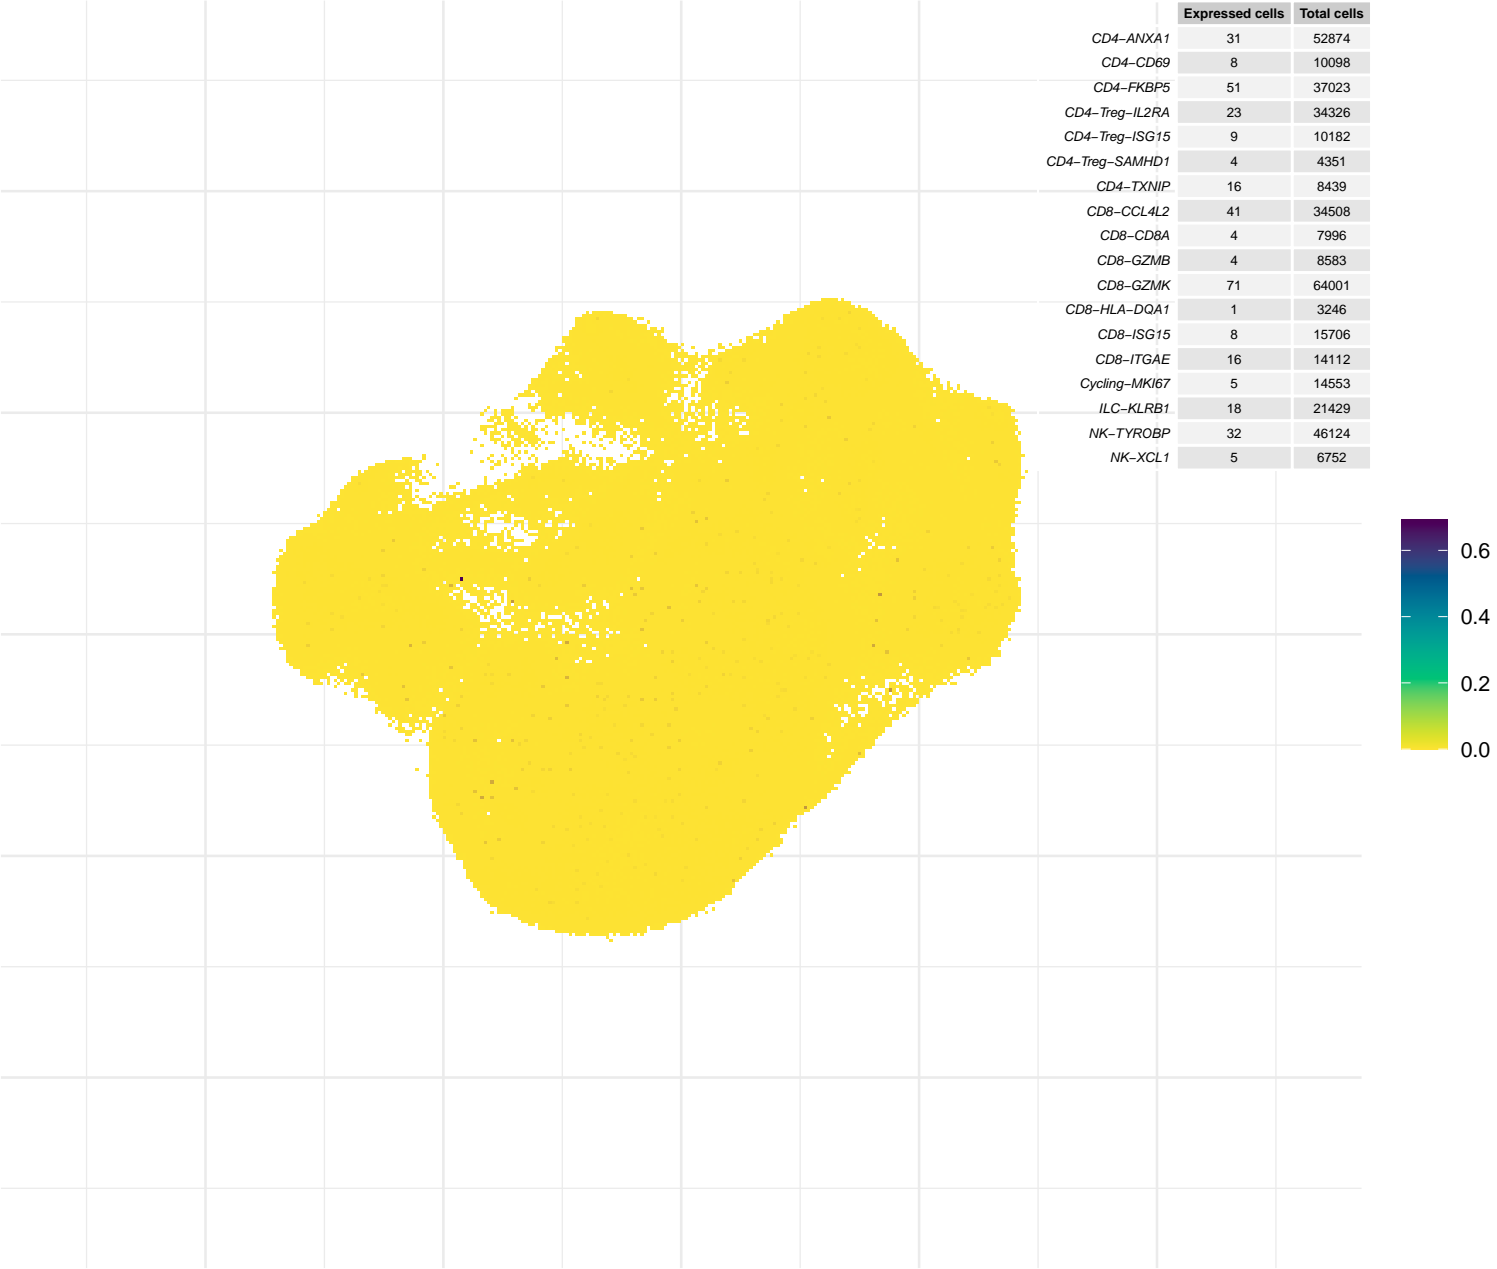 Expressed cells Total cells
CD4−ANXA1 31 52874
CD4−CD69 8 10098
CD4−FKBP5 51 37023
CD4−Treg−IL2RA 23 34326
CD4−Treg−ISG15 9 10182
CD4−Treg−SAMHD1 4 4351
CD4−TXNIP 16 8439
CD8−CCL4L2 41 34508
CD8−CD8A 4 7996
CD8−GZMB 4 8583
CD8−GZMK 71 64001
CD8−HLA−DQA1 1 3246
CD8−ISG15 8 15706
CD8−ITGAE 16 14112
Cycling−MKI67 5 14553
ILC−KLRB1 18 21429
NK−TYROBP 32 46124
NK−XCL1 5 6752
0.6
0.4
0.2
0.0